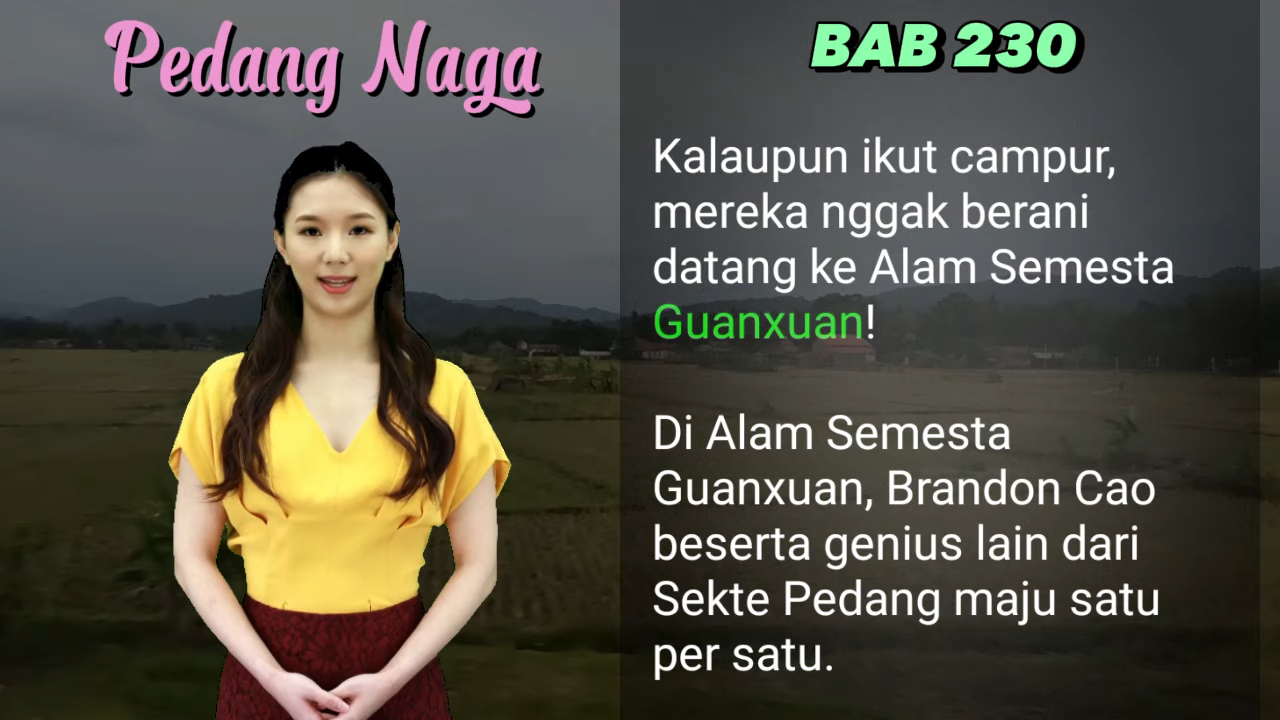 Pedang Naga
BAB 230
Kalaupun ikut campur,
mereka nggak berani
datang ke Alam Semesta
Guanxuan!
Di Alam Semesta
Guanxuan, Brandon Cao
beserta genius lain dari
Sekte Pedang maju satu
per satu.